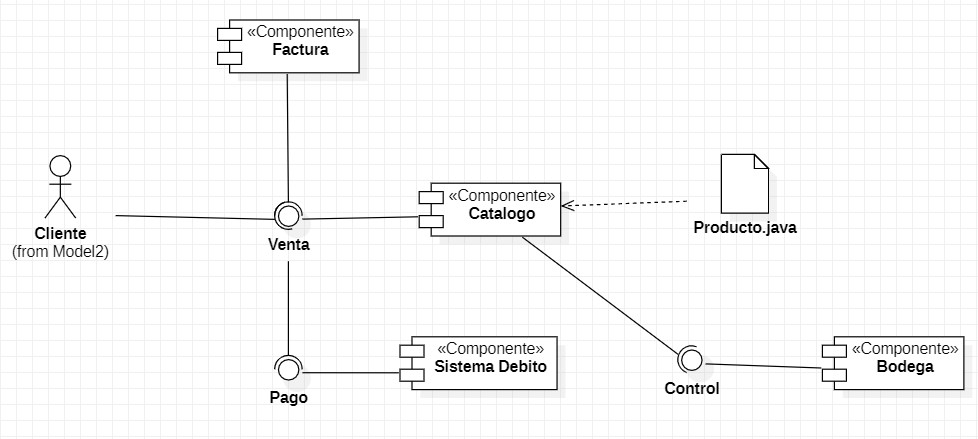 «Componente»
Factura
Cliente
(from Model2)
Venta
«Componente»
Catalogo
Producto.java
«Componente»
Sistema Debito
Pago
Control
«Componente»
Bodega